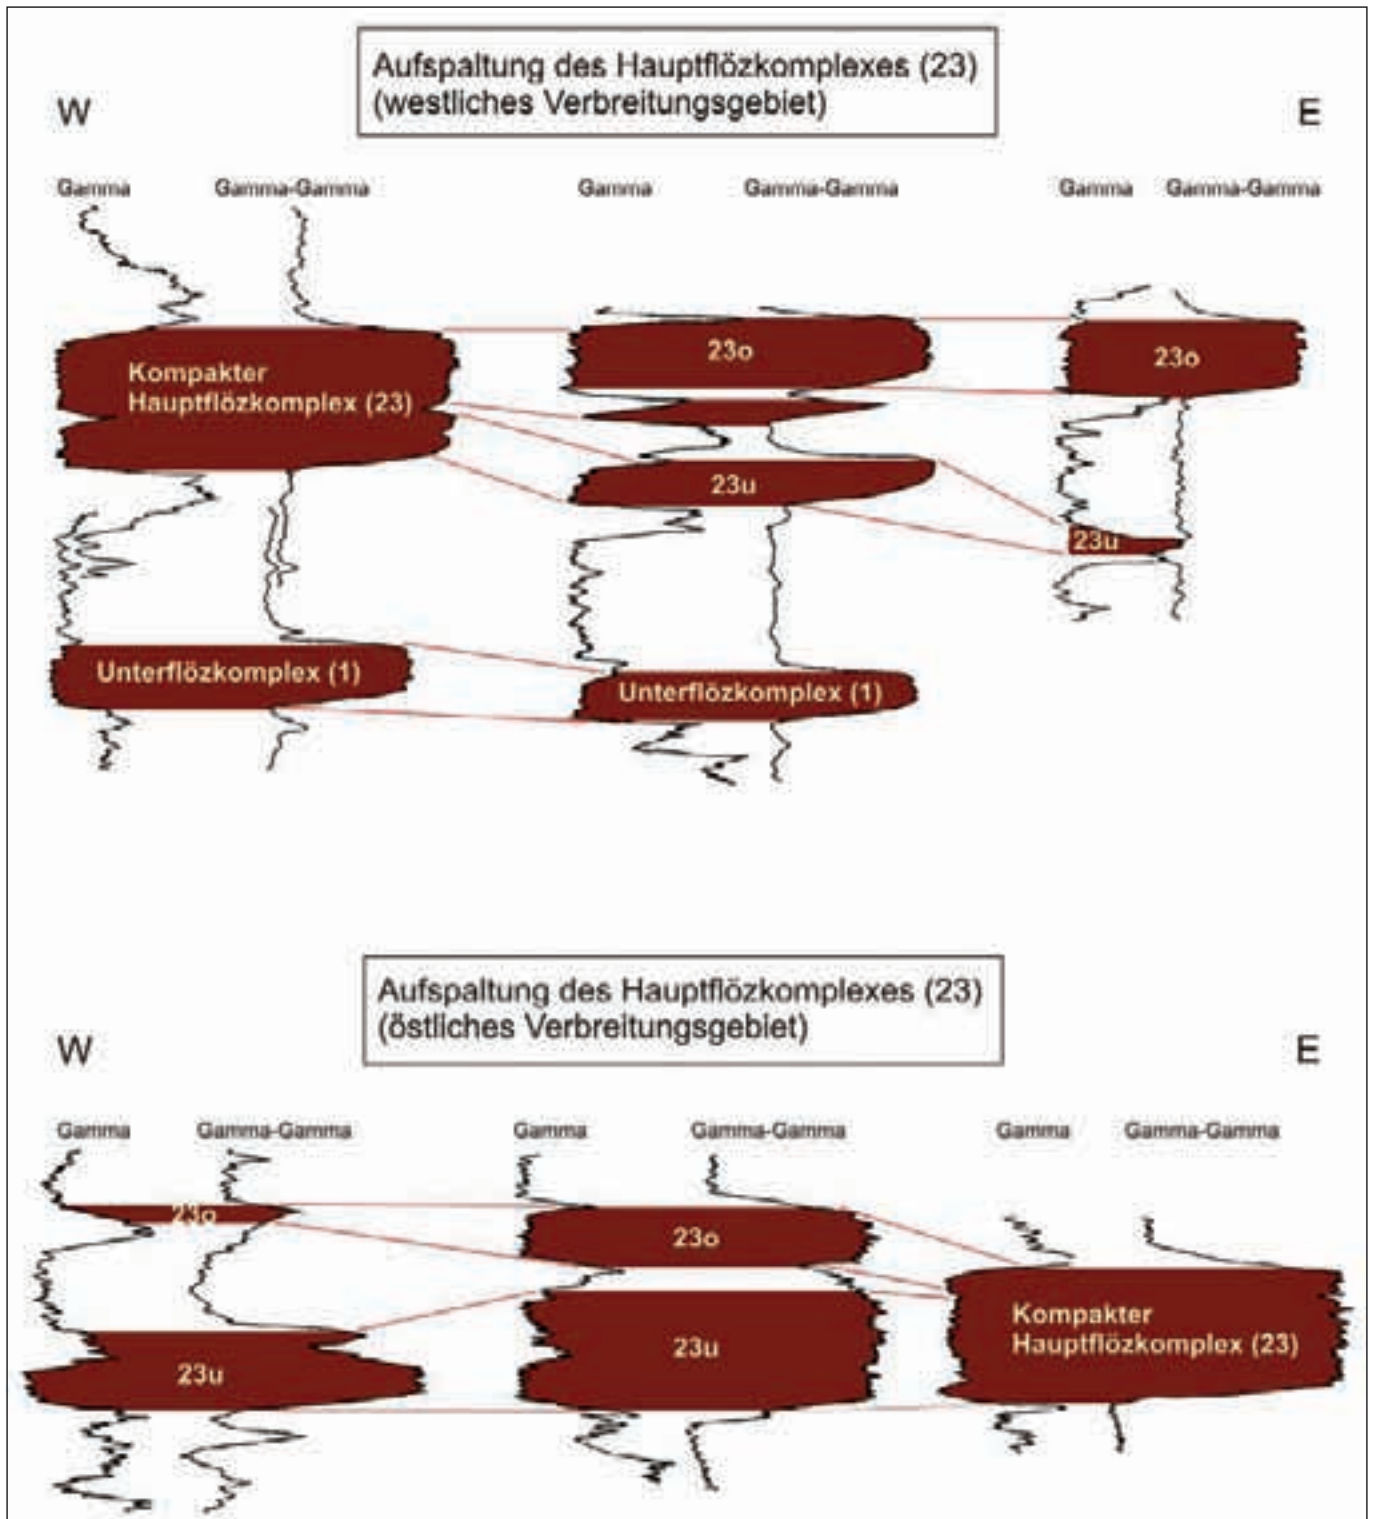 Aufspaltung des Hauptflözkomplexes (23)
(westliches Verbreitungsgebiet)
W
E
Gamma Gamma-Gamma Gamma Gamma-Gamma Gamma Gamma-Gamma
Kompakter
Hauptflözkomplex (23)
23o
23o
23u
23u
Unterflözkomplex (1)
Unterflözkomplex (1)
Aufspaltung des Hauptflözkomplexes (23)
(östliches Verbreitungsgebiet)
W
E
Gamma Gamma-Gamma Gamma Gamma-Gamma Gamma Gamma-Gamma
23o
23o
23u
23u
Kompakter
Hauptflözkomplex (23)